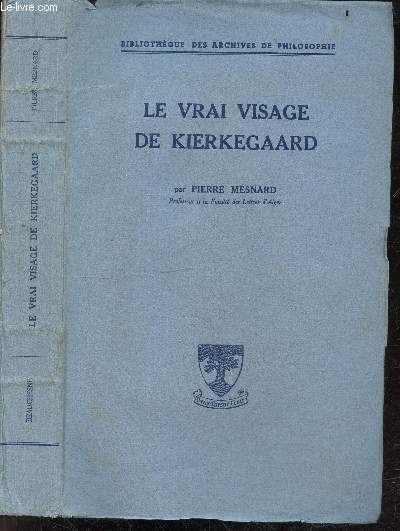 BIBLIOTHÈQUE DES ARCHIVES DE PHILOSOPHIE
LE VRAI VISAGE
DE KIERKEGAARD
par PIERRE MESNARD
Professeur à la Faculté des Lettres d'Alger
PIERRE MESNARD
LE VRAI VISAGE DE KIERKEGAARD
BEAUCHESNE